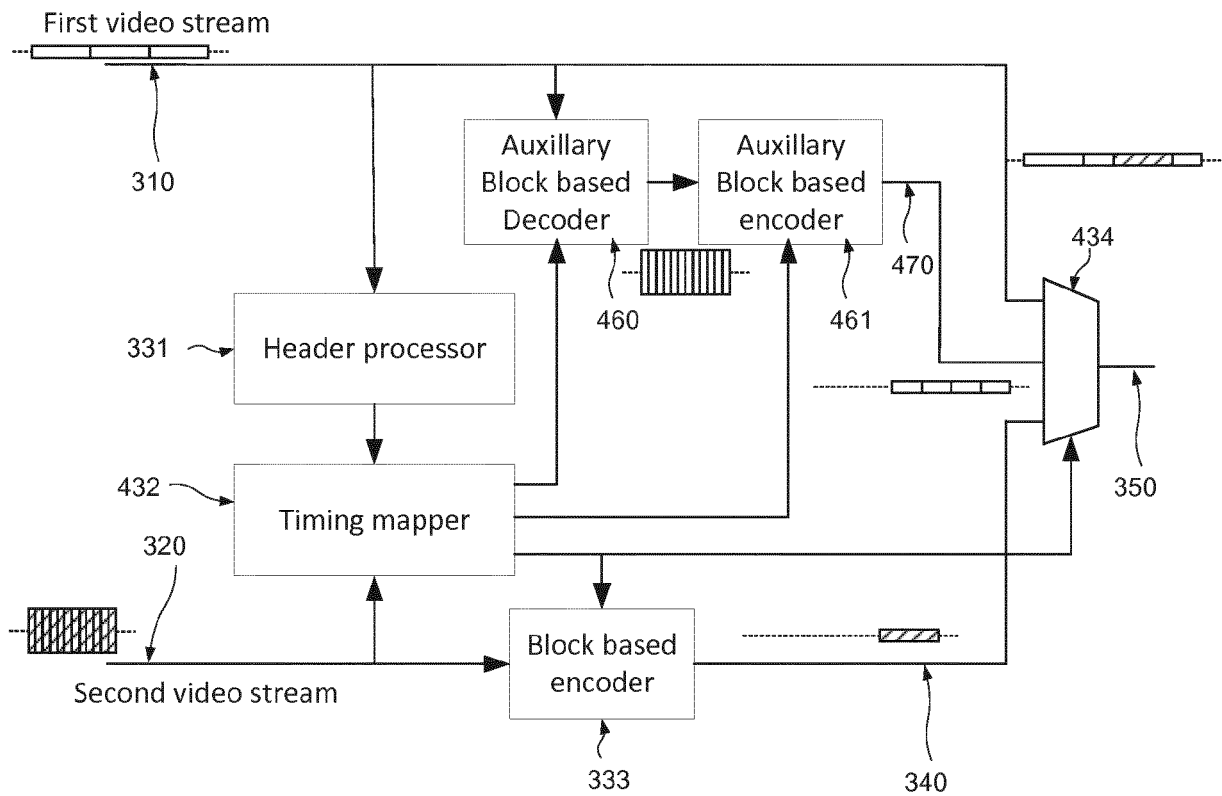 First video stream
310
Auxillary
Block based
Decoder
460
Auxillary
Block based
encoder
461
470
434
331
Header processor
350
432
Timing mapper
320
Second video stream
Block based
encoder
333
340